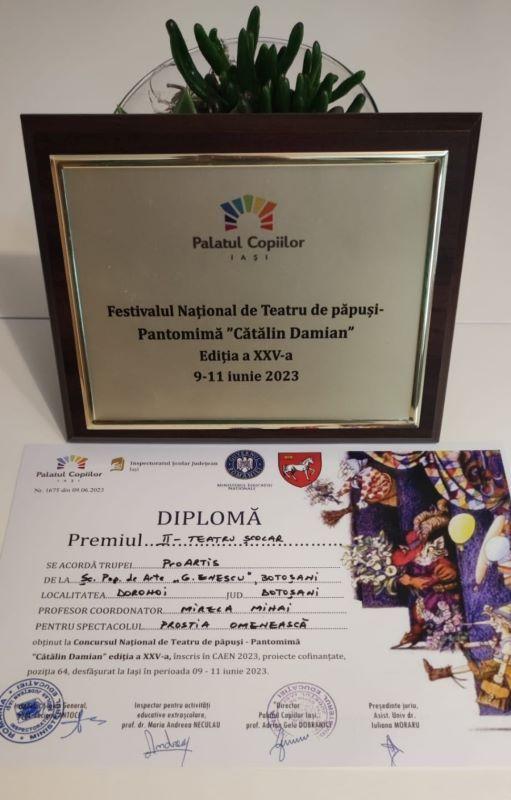 Palatul Copiilor
IAȘI
Festivalul Național de Teatru de păpuși-
Pantomimă "Cătălin Damian"
Ediția a XXV-a
9-11 iunie 2023
Palatul Copiilor
IAȘI
Inspectoratul Școlar Județean
Iași
MINISTERUL EDUCAȚIEI
NAȚIONALE
Nr. 1675 din 09.06.2023
DIPLOMĂ
Premiul II - TEATRU ȘCOLAR
SE ACORDĂ TRUPEI PROARTIS
DE LA ȘC. POP. DE ARTE „G. ENESCU", BOTOȘANI
LOCALITATEA DOROHOI JUD BOTOȘANI
PROFESOR COORDONATOR MIRELA MIHAI
PENTRU SPECTACOLUL PROSTIA OMENEASCĂ
obținut la Concursul Național de Teatru de păpuși - Pantomimă
"Cătălin Damian" ediția a XXV-a, înscris în CAEN 2023, proiecte cofinanțate,
poziția 64, desfășurat la Iași în perioada 09 - 11 iunie 2023.
General,
Inspector pentru activități
educative extrașcolare,
prof. dr. Maria Andreea NECULAU
Director
Palatul Copiilor Iași,
prof. Adrian Gelu DOBRANICI
Președinte juriu,
Asist. Univ dr.
Iuliana MORARU